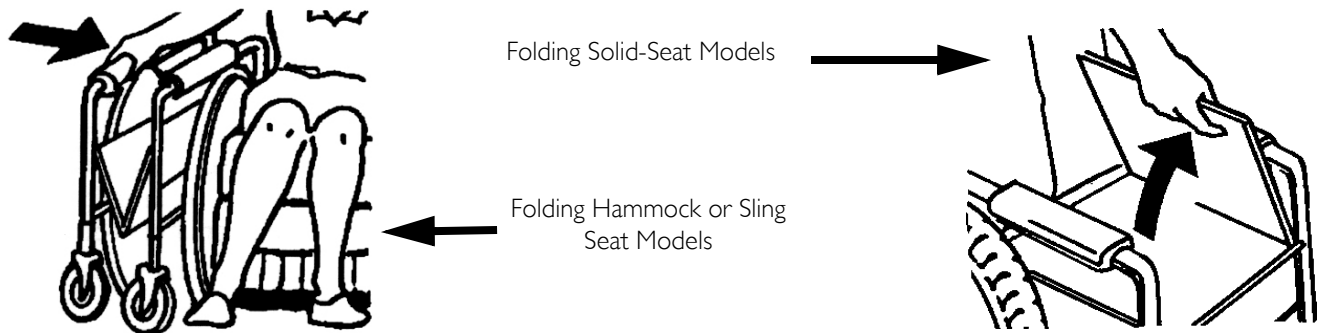 Folding Solid-Seat Models
Folding Hammock or Sling
Seat Models